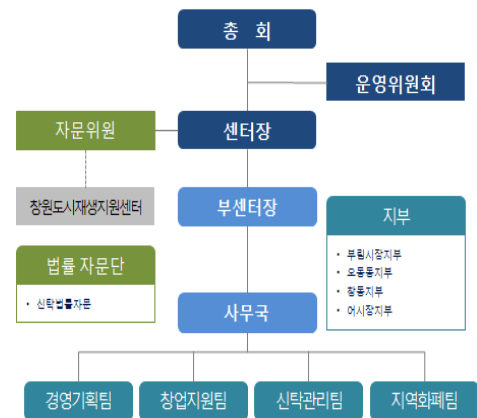 총 회
운영위원회
자문위원
센터장
창원도시재생지원센터
부센터장
지부
• 부림시장지부
• 오동동지부
• 창동지부
• 어시장지부
법률 자문단
• 신탁법률자문
사무국
경영기획팀
창업지원팀
신탁관리팀
지역화폐팀